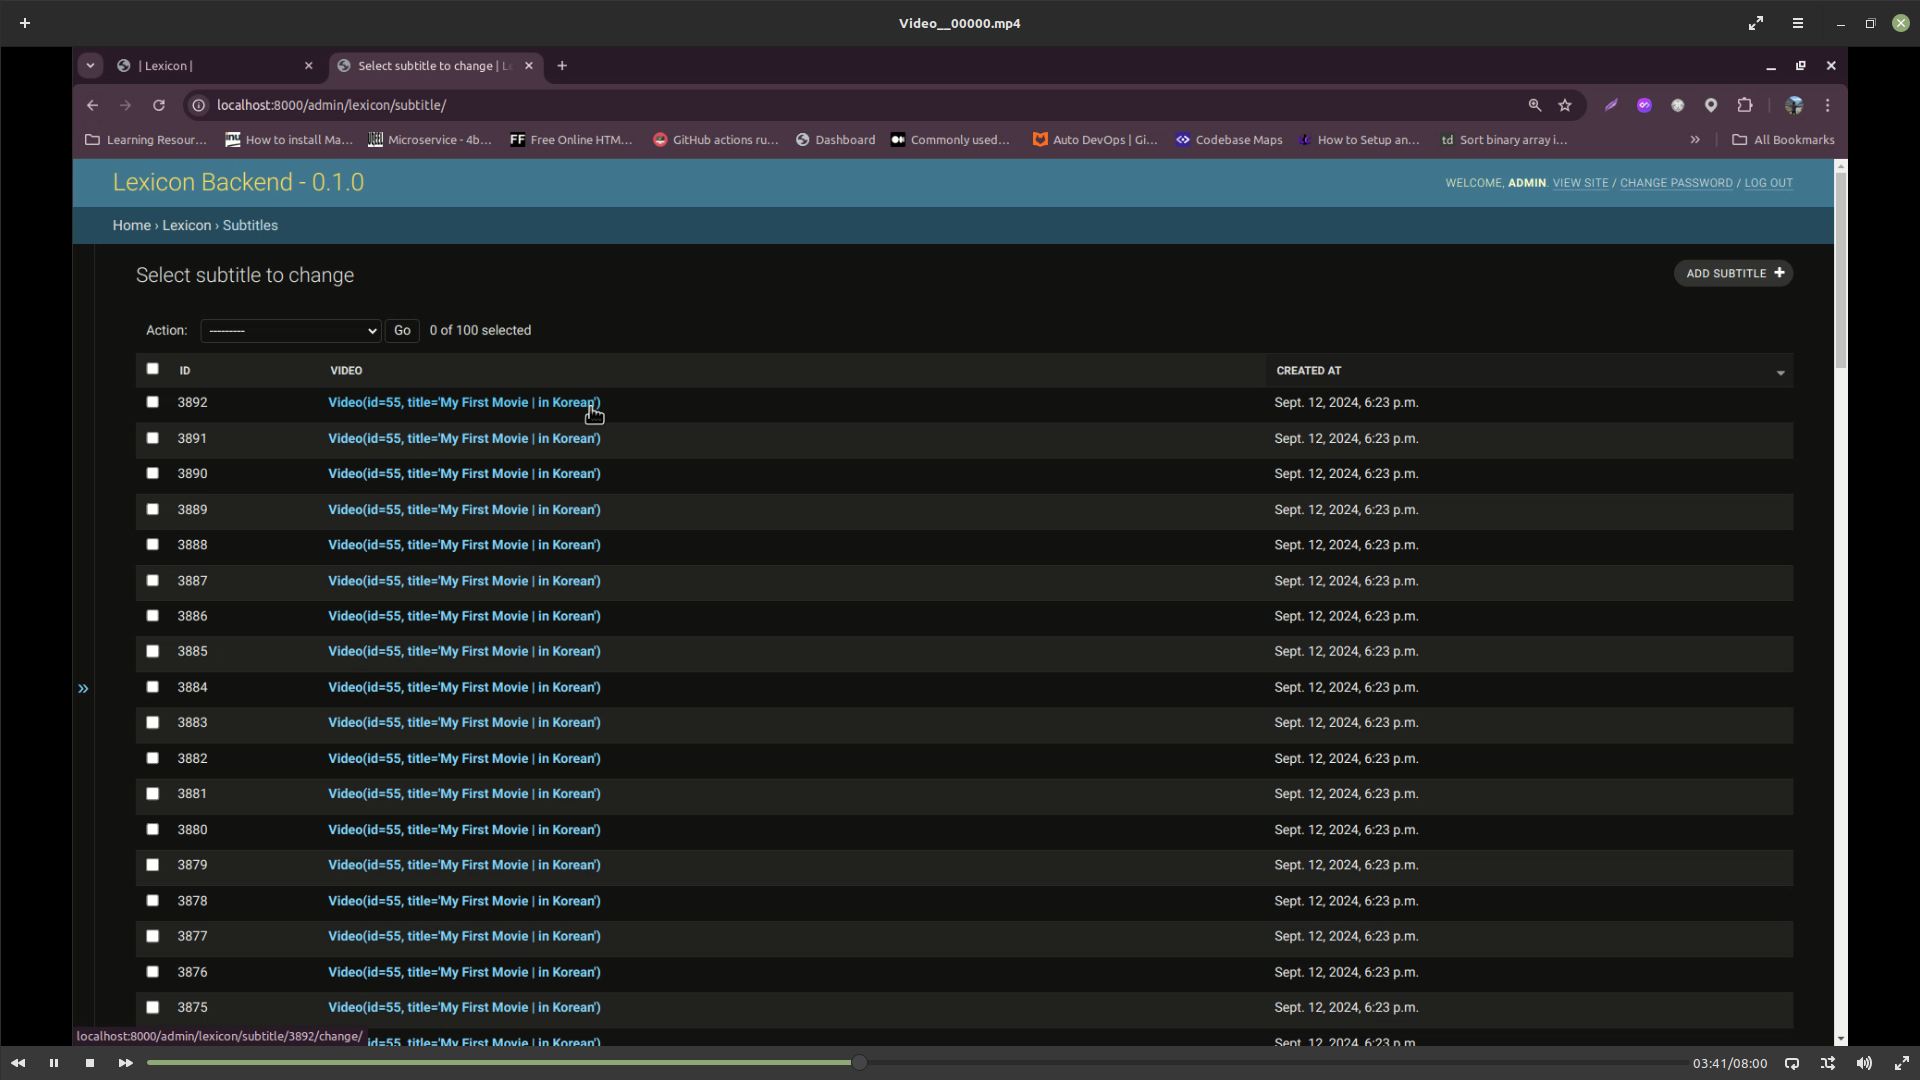 Video__00000.mp4
| Lexicon |
Select subtitle to change | Le
localhost:8000/admin/lexicon/subtitle/
Learning Resour... How to install Ma... Microservice - 4b... FF Free Online HTM... GitHub actions ru... Dashboard Commonly used... Auto DevOps | Gi... Codebase Maps How to Setup an... td Sort binary array i... » All Bookmarks
Lexicon Backend - 0.1.0
WELCOME, ADMIN. VIEW SITE / CHANGE PASSWORD / LOG OUT
Home › Lexicon › Subtitles
Select subtitle to change
ADD SUBTITLE +
Action: --------- Go 0 of 100 selected
ID VIDEO CREATED AT
3892 Video(id=55, title='My First Movie | in Korean') Sept. 12, 2024, 6:23 p.m.
3891 Video(id=55, title='My First Movie | in Korean') Sept. 12, 2024, 6:23 p.m.
3890 Video(id=55, title='My First Movie | in Korean') Sept. 12, 2024, 6:23 p.m.
3889 Video(id=55, title='My First Movie | in Korean') Sept. 12, 2024, 6:23 p.m.
3888 Video(id=55, title='My First Movie | in Korean') Sept. 12, 2024, 6:23 p.m.
3887 Video(id=55, title='My First Movie | in Korean') Sept. 12, 2024, 6:23 p.m.
3886 Video(id=55, title='My First Movie | in Korean') Sept. 12, 2024, 6:23 p.m.
3885 Video(id=55, title='My First Movie | in Korean') Sept. 12, 2024, 6:23 p.m.
3884 Video(id=55, title='My First Movie | in Korean') Sept. 12, 2024, 6:23 p.m.
3883 Video(id=55, title='My First Movie | in Korean') Sept. 12, 2024, 6:23 p.m.
3882 Video(id=55, title='My First Movie | in Korean') Sept. 12, 2024, 6:23 p.m.
3881 Video(id=55, title='My First Movie | in Korean') Sept. 12, 2024, 6:23 p.m.
3880 Video(id=55, title='My First Movie | in Korean') Sept. 12, 2024, 6:23 p.m.
3879 Video(id=55, title='My First Movie | in Korean') Sept. 12, 2024, 6:23 p.m.
3878 Video(id=55, title='My First Movie | in Korean') Sept. 12, 2024, 6:23 p.m.
3877 Video(id=55, title='My First Movie | in Korean') Sept. 12, 2024, 6:23 p.m.
3876 Video(id=55, title='My First Movie | in Korean') Sept. 12, 2024, 6:23 p.m.
3875 Video(id=55, title='My First Movie | in Korean') Sept. 12, 2024, 6:23 p.m.
localhost:8000/admin/lexicon/subtitle/3892/change/
id=55, title='My First Movie | in Korean') Sept. 12, 2024, 6:23 p.m.
03:41/08:00